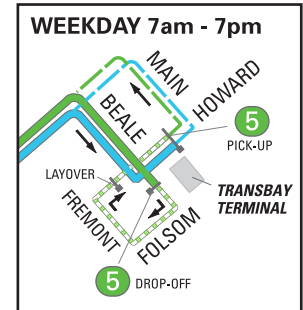 WEEKDAY 7am - 7pm
MAIN
HOWARD
BEALE
5
PICK-UP
LAYOVER
TRANSBAY
TERMINAL
FREMONT
FOLSOM
5 DROP-OFF